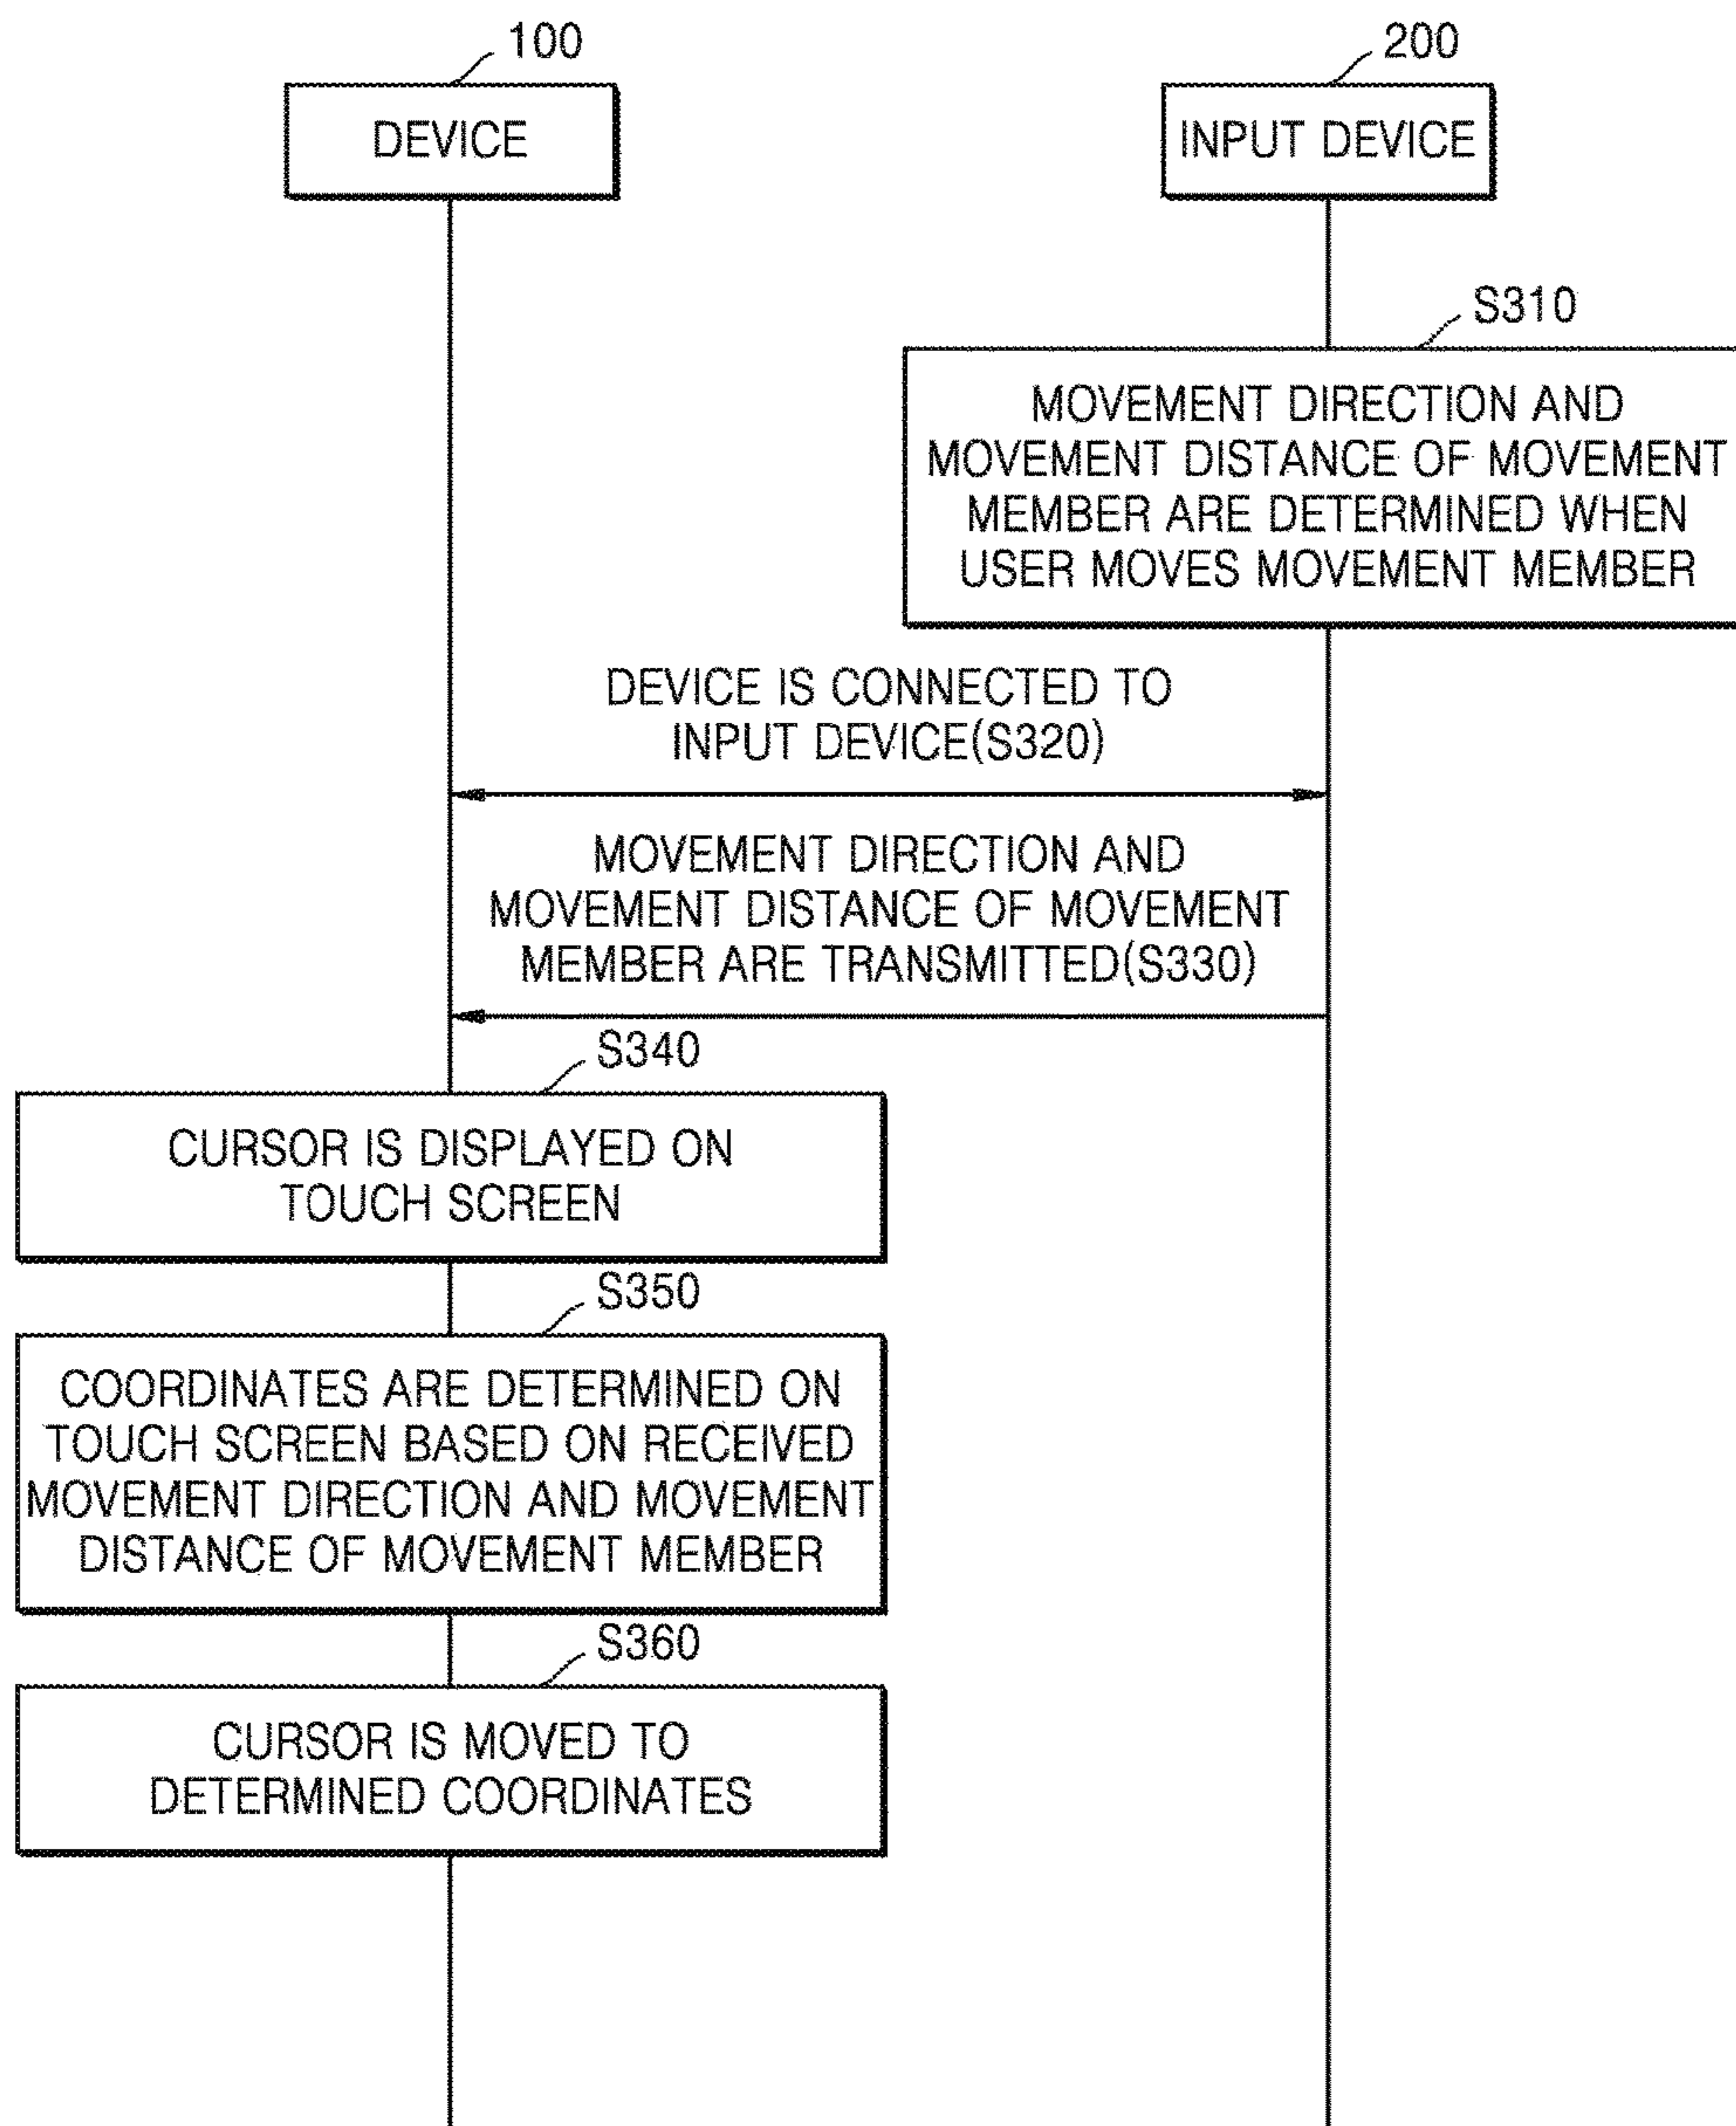 100
200
DEVICE
INPUT DEVICE
S310
MOVEMENT DIRECTION AND
MOVEMENT DISTANCE OF MOVEMENT
MEMBER ARE DETERMINED WHEN
USER MOVES MOVEMENT MEMBER
DEVICE IS CONNECTED TO
INPUT DEVICE(S320)
MOVEMENT DIRECTION AND
MOVEMENT DISTANCE OF MOVEMENT
MEMBER ARE TRANSMITTED(S330)
S340
CURSOR IS DISPLAYED ON
TOUCH SCREEN
S350
COORDINATES ARE DETERMINED ON
TOUCH SCREEN BASED ON RECEIVED
MOVEMENT DIRECTION AND MOVEMENT
DISTANCE OF MOVEMENT MEMBER
S360
CURSOR IS MOVED TO
DETERMINED COORDINATES